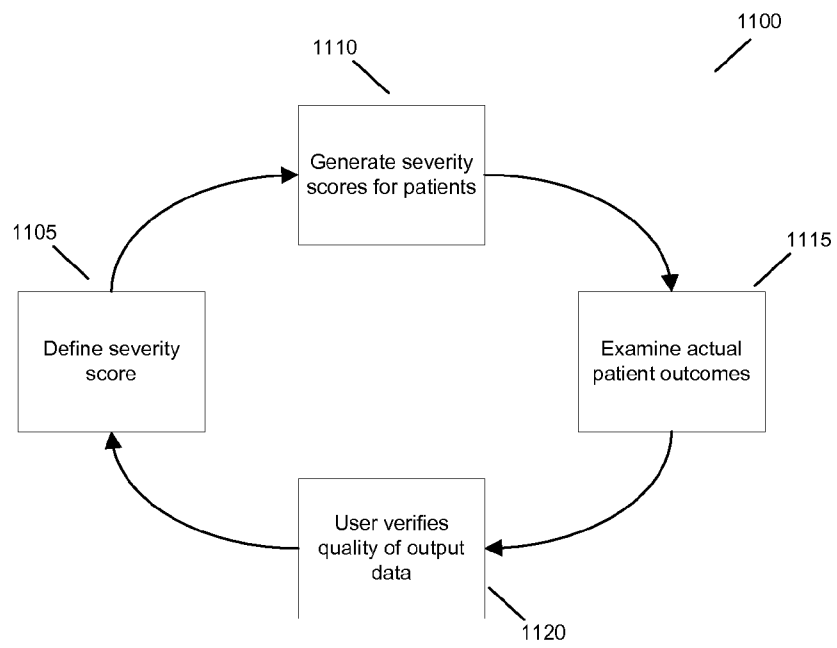 1100
1110
Generate severity
scores for patients
1105
1115
Define severity
score
Examine actual
patient outcomes
User verifies
quality of output
data
1120